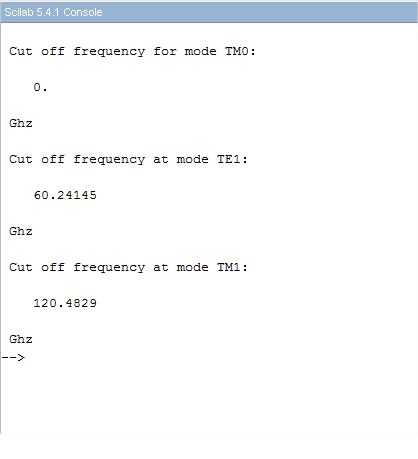 Scilab 5.4.1 Console
Cut off frequency for mode TM0:
0.
Ghz
Cut off frequency at mode TE1:
60.24145
Ghz
Cut off frequency at mode TM1:
120.4829
Ghz
-->